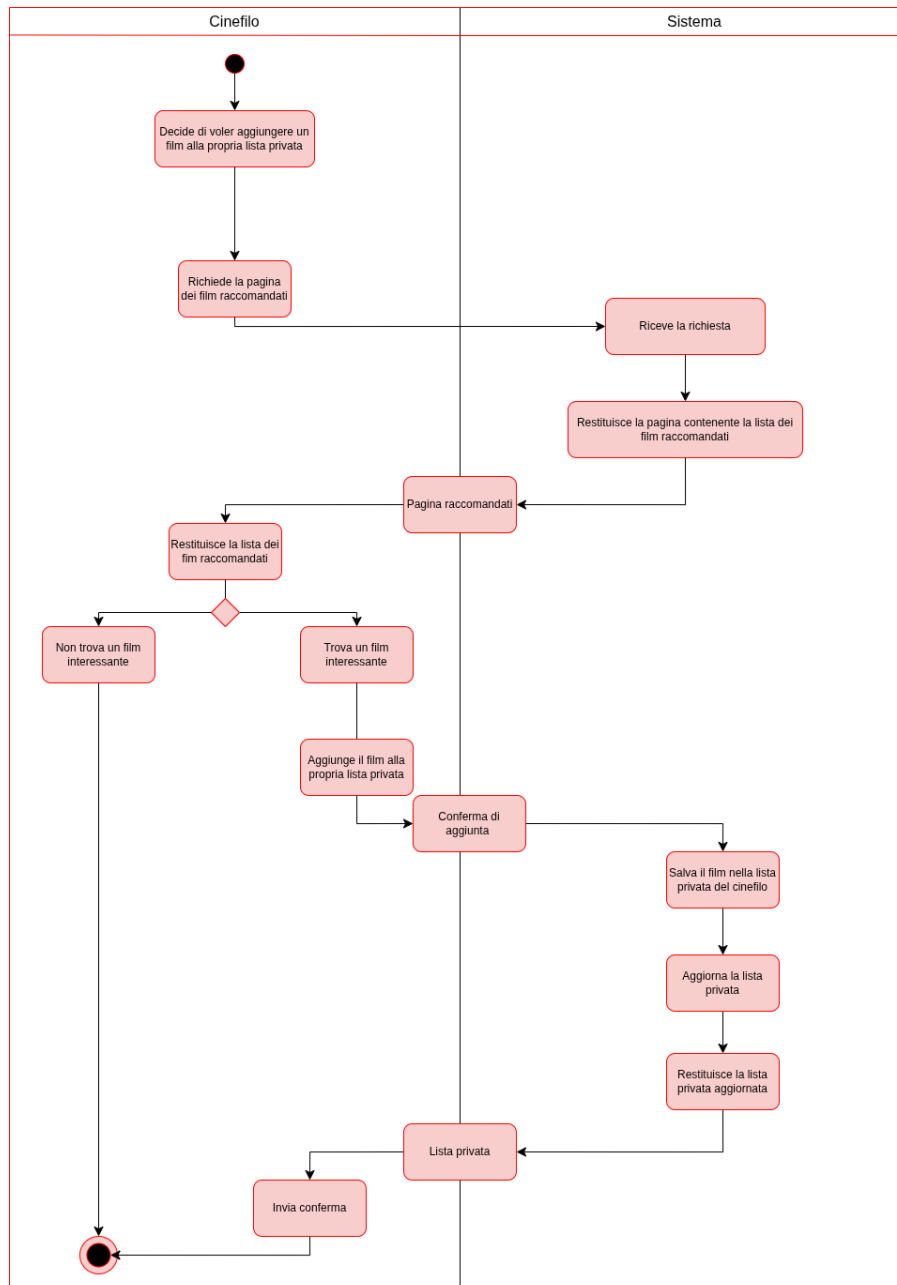 Cinefilo
Sistema
Decide di voler aggiungere un
film alla propria lista privata
Richiede la pagina
dei film raccomandati
Riceve la richiesta
Restituisce la pagina contenente la lista dei
film raccomandati
Pagina raccomandati
Restituisce la lista dei
fim raccomandati
Non trova un film
interessante
Trova un film
interessante
Aggiunge il film alla
propria lista privata
Conferma di
aggiunta
Salva il film nella lista
privata del cinefilo
Aggiorna la lista
privata
Restituisce la lista
privata aggiornata
Lista privata
Invia conferma